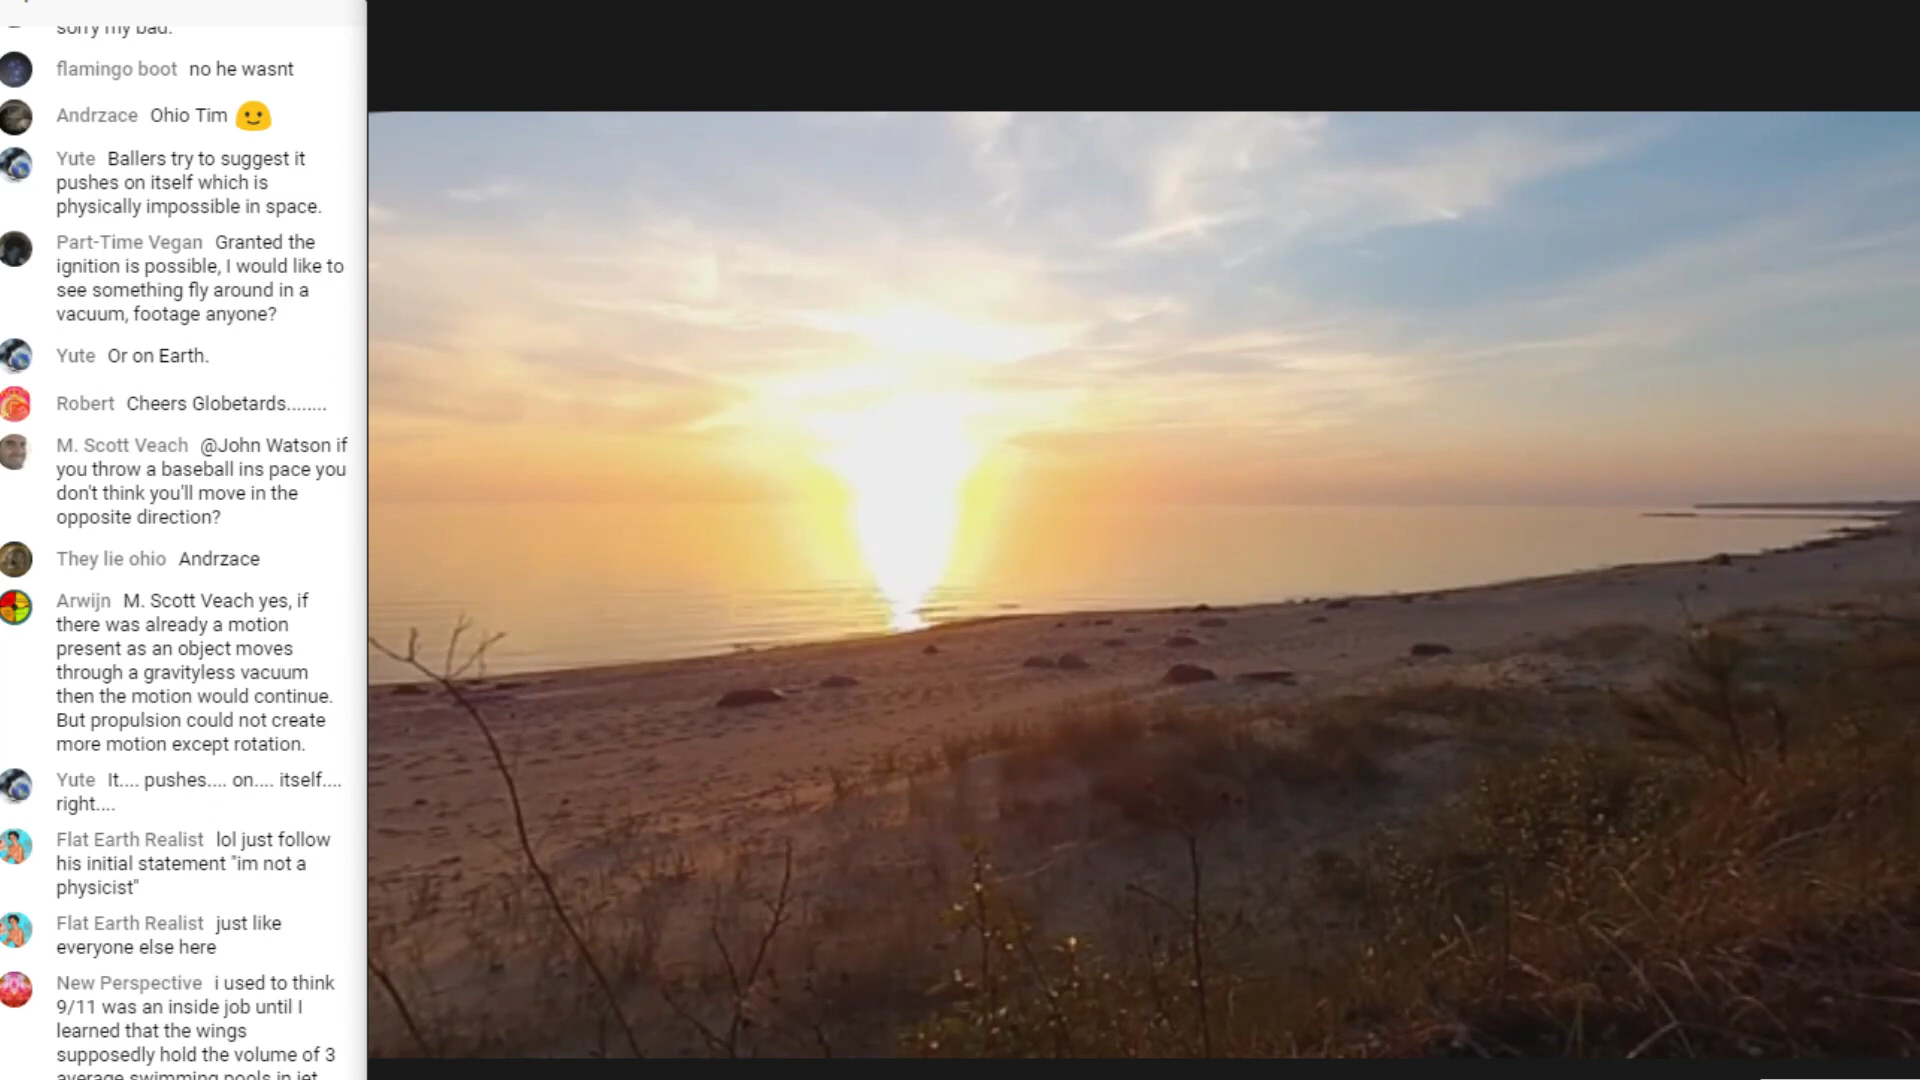 sorry my bad.
flamingo boot no he wasnt
Andrzace Ohio Tim
Yute Ballers try to suggest it
pushes on itself which is
physically impossible in space.
Part-Time Vegan Granted the
ignition is possible, I would like to
see something fly around in a
vacuum, footage anyone?
Yute Or on Earth.
Robert Cheers Globetards........
M. Scott Veach @John Watson if
you throw a baseball ins pace you
don't think you'll move in the
opposite direction?
They lie ohio Andrzace
Arwijn M. Scott Veach yes, if
there was already a motion
present as an object moves
through a gravityless vacuum
then the motion would continue.
But propulsion could not create
more motion except rotation.
Yute It.... pushes.... on.... itself....
right....
Flat Earth Realist lol just follow
his initial statement "im not a
physicist"
Flat Earth Realist just like
everyone else here
New Perspective i used to think
9/11 was an inside job until I
learned that the wings
supposedly hold the volume of 3
average swimming pools in jet